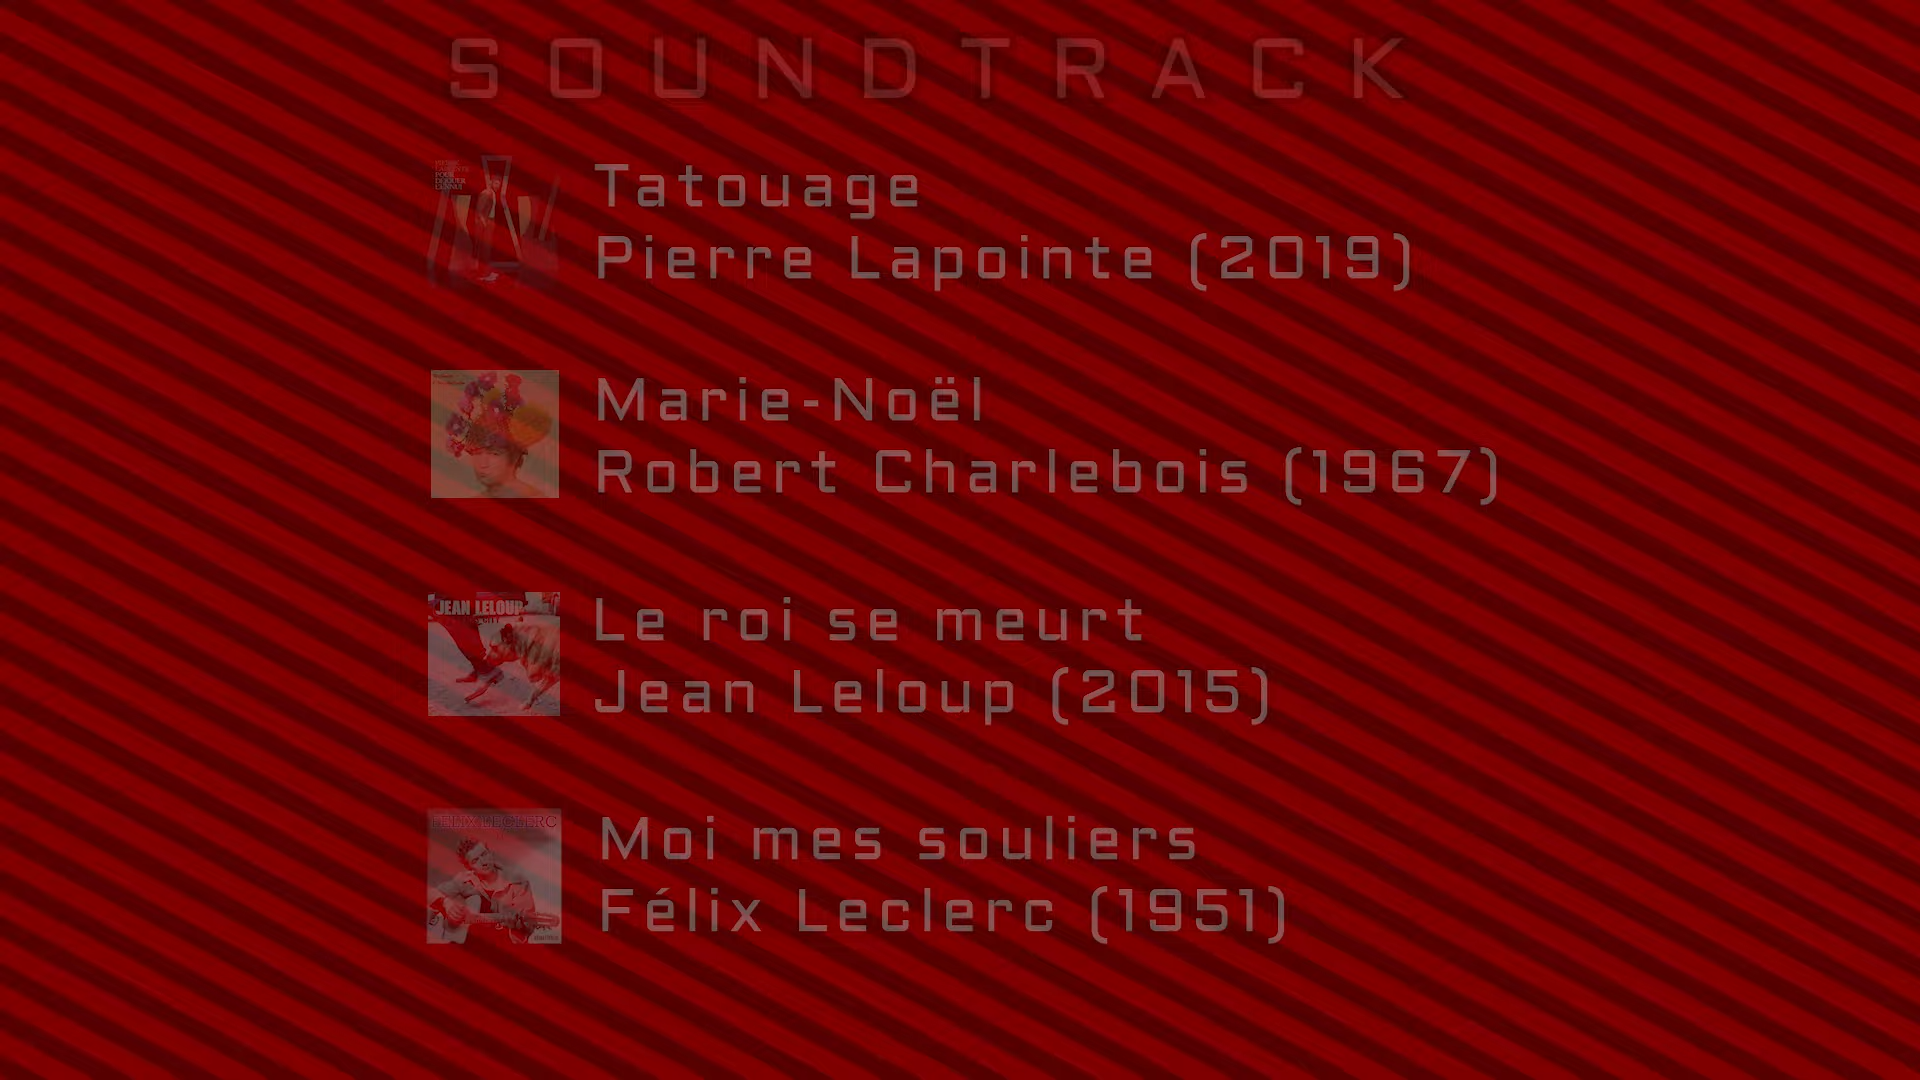 SOUNDTRACK
Tatouage
Pierre Lapointe (2019)
Marie-Noël
Robert Charlebois (1967)
JEAN LELOUP
CITY
Le roi se meurt
Jean Leloup (2015)
FÉLIX LECLERC
Moi mes souliers
Félix Leclerc (1951)